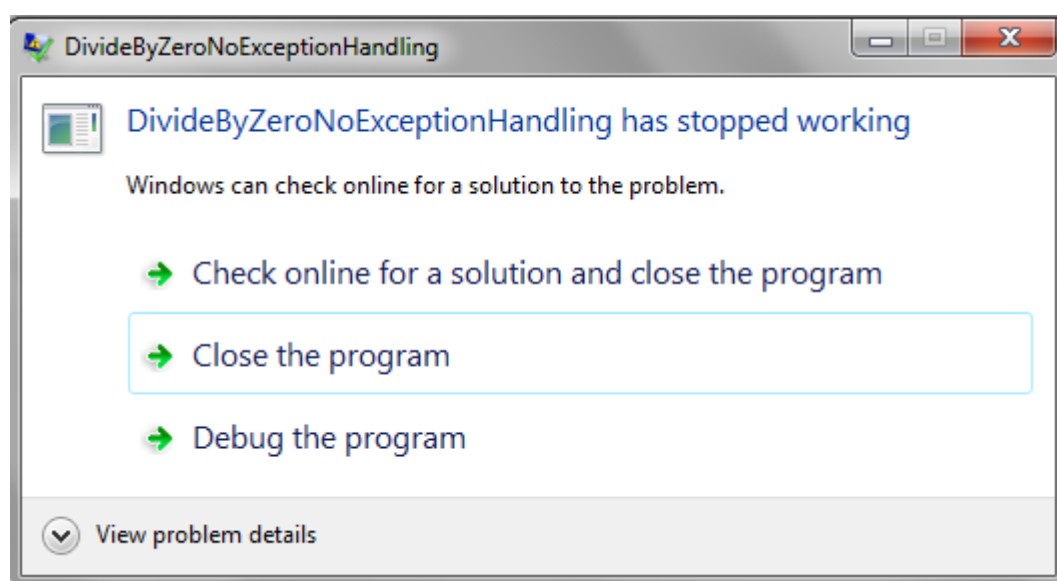 DivideByZeroNoExceptionHandling
DivideByZeroNoExceptionHandling has stopped working
Windows can check online for a solution to the problem.
Check online for a solution and close the program
Close the program
Debug the program
View problem details